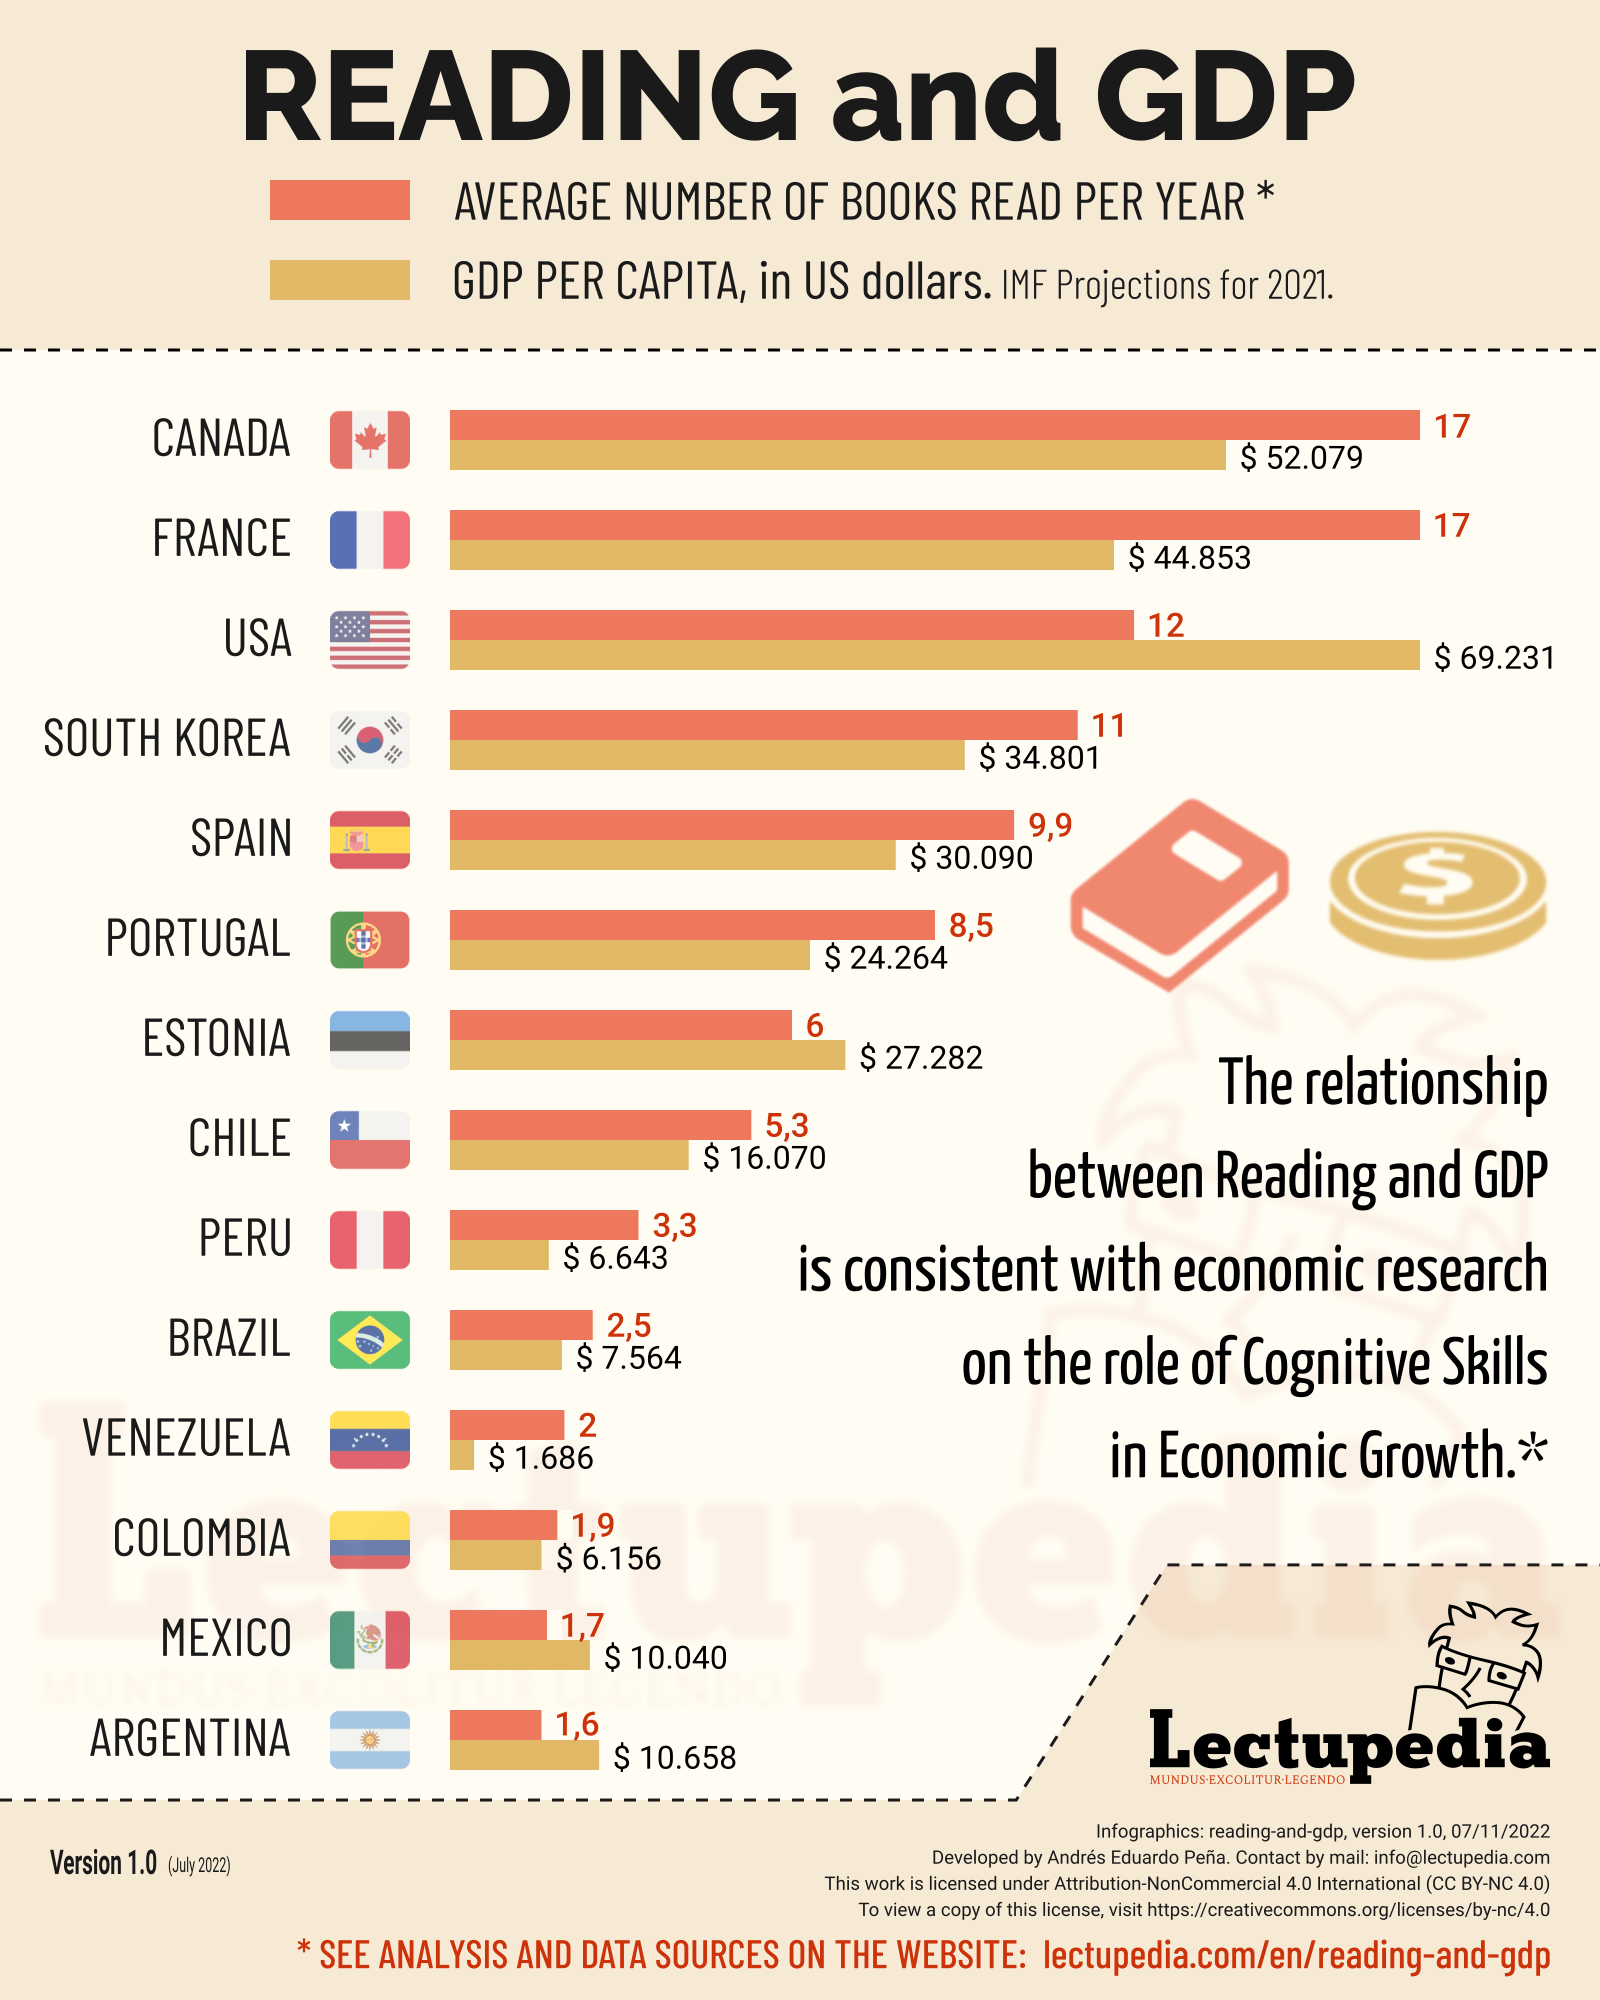 READING and GDP
AVERAGE NUMBER OF BOOKS READ PER YEAR *
GDP PER CAPITA, in US dollars. IMF Projections for 2021.
CANADA
17
$ 52.079
FRANCE
17
$ 44.853
USA
12
$ 69.231
SOUTH KOREA
11
$ 34.801
SPAIN
9,9
$ 30.090
PORTUGAL
8,5
$ 24.264
ESTONIA
6
$ 27.282
CHILE
5,3
$ 16.070
PERU
3,3
$ 6.643
BRAZIL
2,5
$ 7.564
VENEZUELA
2
$ 1.686
COLOMBIA
1,9
$ 6.156
MEXICO
1,7
$ 10.040
ARGENTINA
1,6
$ 10.658
$
The relationship
between Reading and GDP
is consistent with economic research
on the role of Cognitive Skills
in Economic Growth.*
Lectupedia
MUNDUS·EXCOLITUR·LEGENDO
Lectupedia
MUNDUS·EXCOLITUR·LEGENDO
Version 1.0 (July 2022)
Infographics: reading-and-gdp, version 1.0, 07/11/2022
Developed by Andrés Eduardo Peña. Contact by mail: info@lectupedia.com
This work is licensed under Attribution-NonCommercial 4.0 International (CC BY-NC 4.0)
To view a copy of this license, visit https://creativecommons.org/licenses/by-nc/4.0
* SEE ANALYSIS AND DATA SOURCES ON THE WEBSITE: lectupedia.com/en/reading-and-gdp